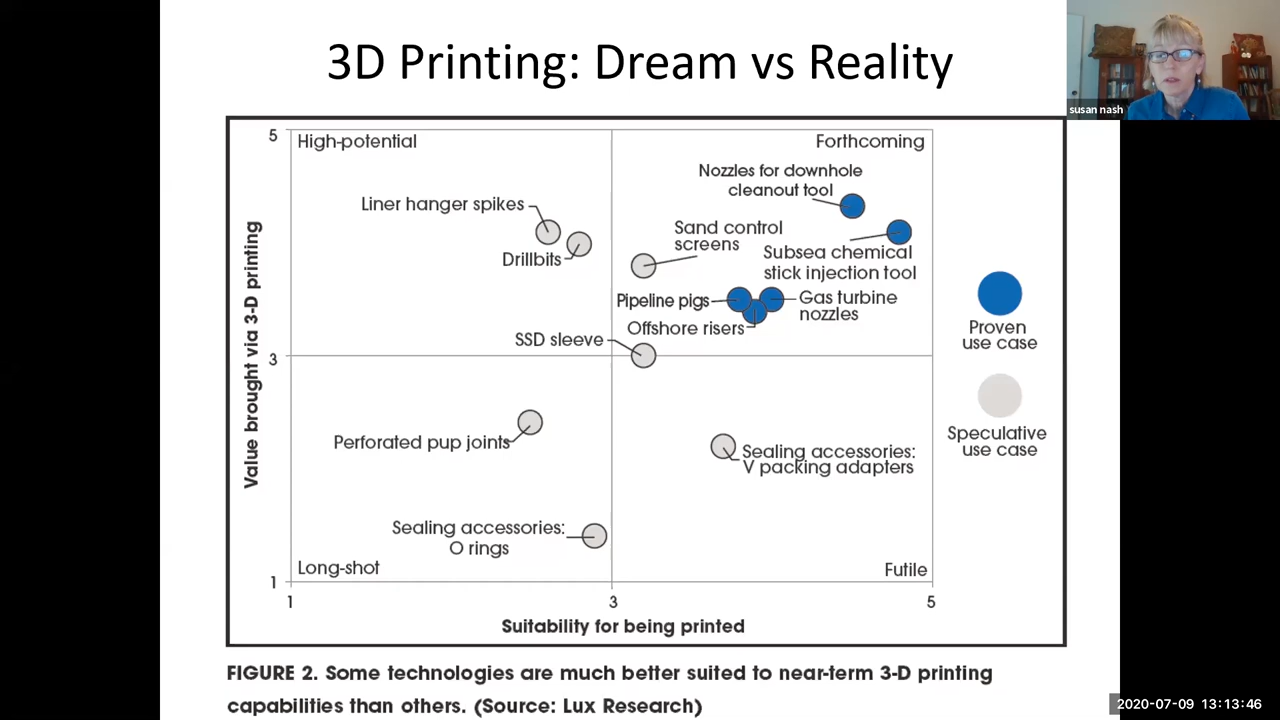 3D Printing: Dream vs Reality
susan nash
5
High-potential
Forthcoming
Nozzles for downhole
cleanout tool
Liner hanger spikes
Sand control
screens
Drillbits
Subsea chemical
stick injection tool
Pipeline pigs
Gas turbine
nozzles
Offshore risers
SSD sleeve
3
Value brought via 3-D printing
Proven
use case
Speculative
use case
Perforated pup joints
Sealing accessories:
V packing adapters
Sealing accessories:
O rings
Long-shot
Futile
1
1
3
5
Suitability for being printed
FIGURE 2. Some technologies are much better suited to near-term 3-D printing
capabilities than others. (Source: Lux Research)
2020-07-09 13:13:46